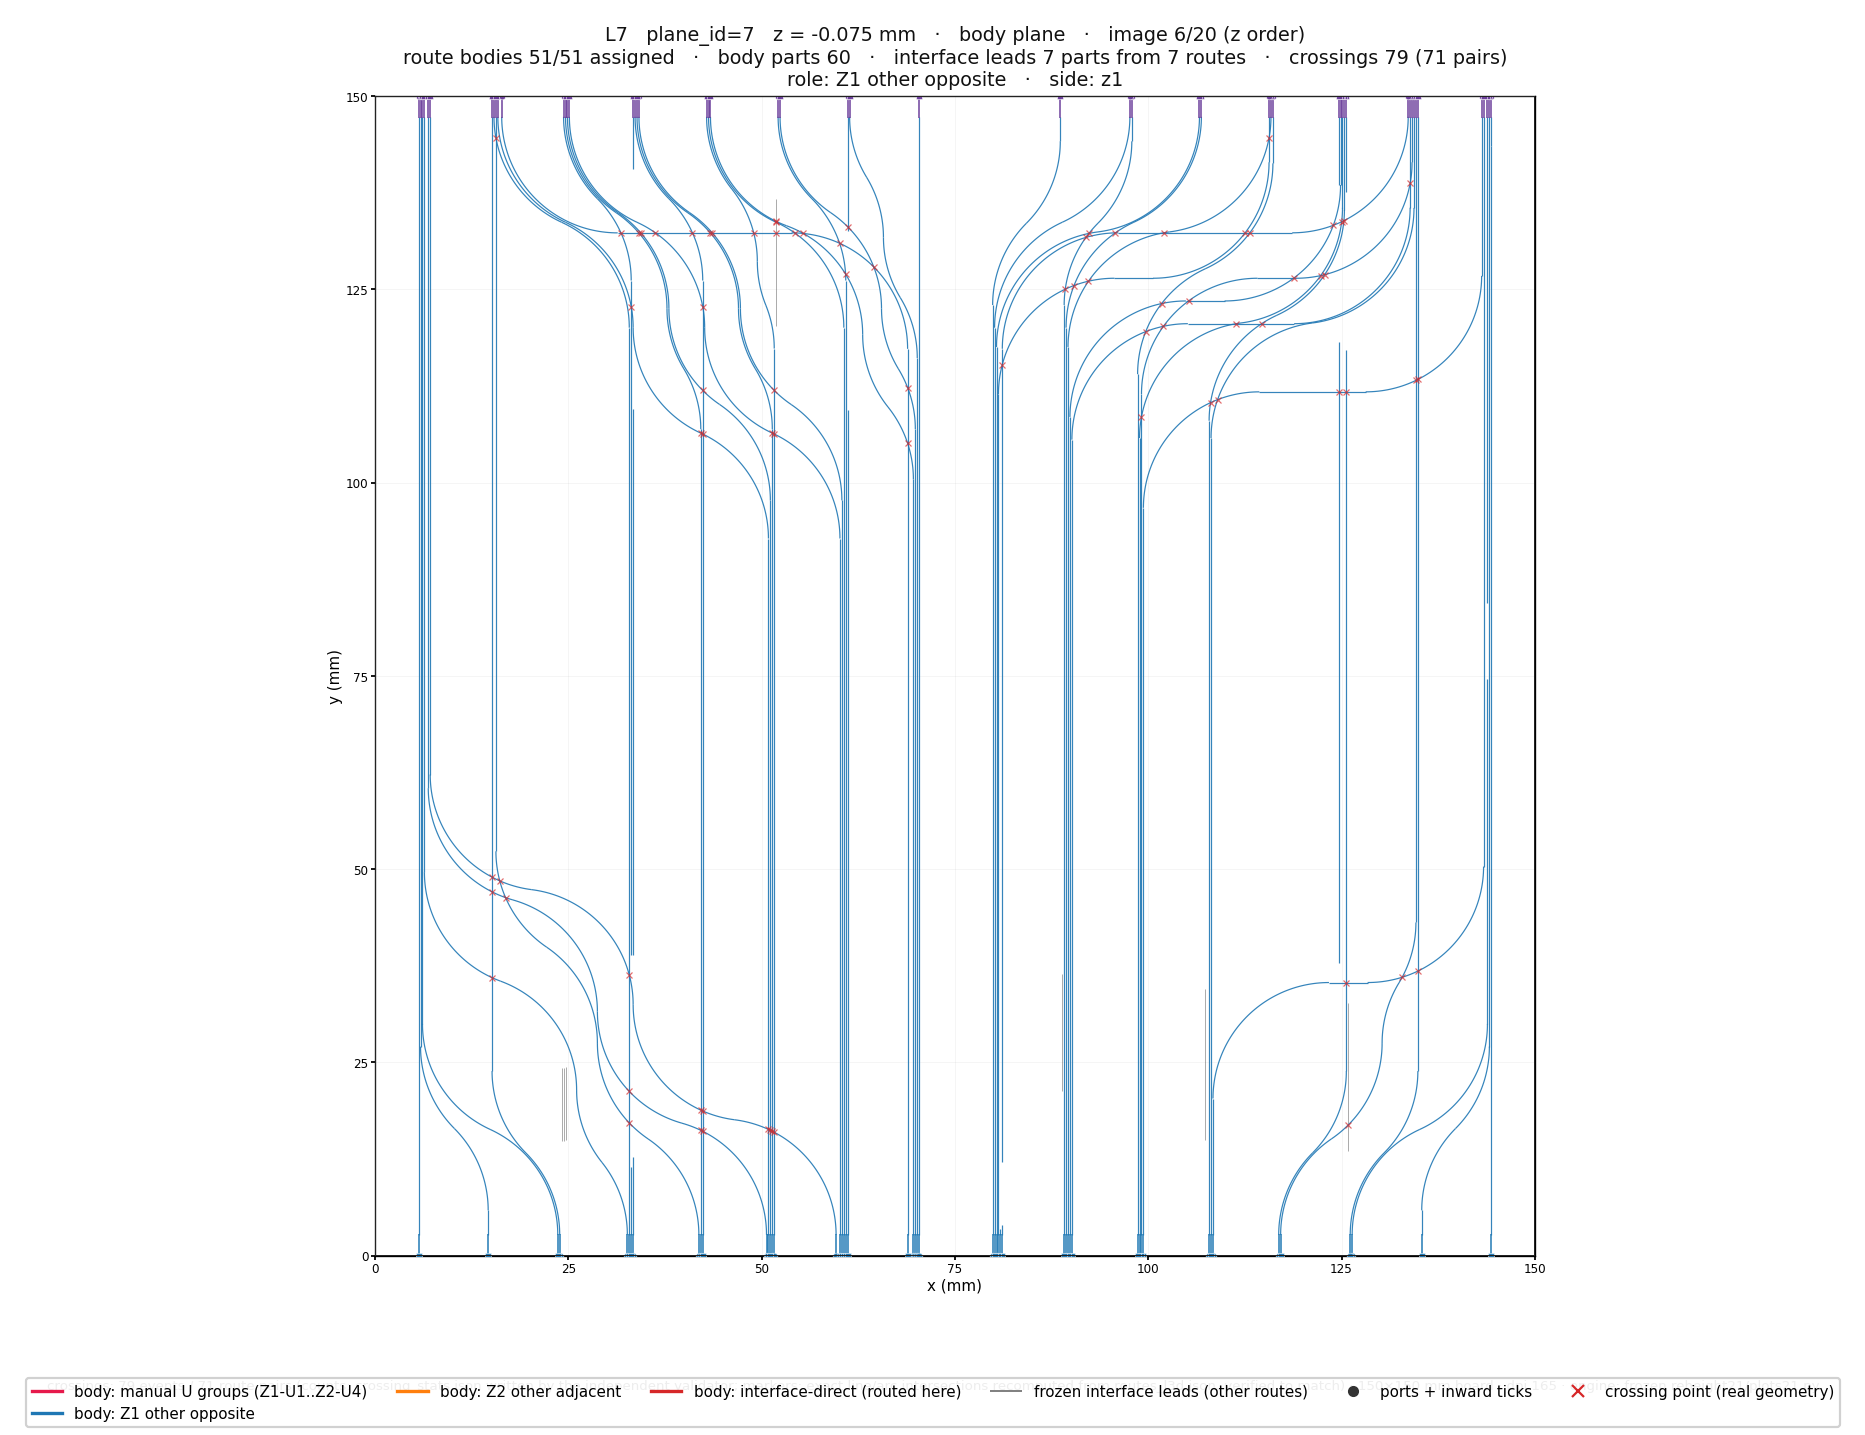 L7   plane_id=7   z = -0.075 mm   ·   body plane   ·   image 6/20 (z order)
route bodies 51/51 assigned   ·   body parts 60   ·   interface leads 7 parts from 7 routes   ·   crossings 79 (71 pairs)
role: Z1 other opposite   ·   side: z1
150
125
100
75
50
25
0
y (mm)
0 25 50 75 100 125 150
x (mm)
body: manual U groups (Z1-U1..Z2-U4)
body: Z1 other opposite
body: Z2 other adjacent
body: interface-direct (routed here)
frozen interface leads (other routes)
ports + inward ticks
crossing point (real geometry)